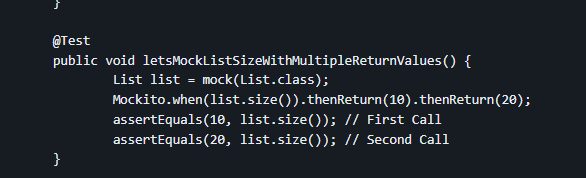 }
@Test
public void letsMockListSizeWithMultipleReturnValues() {
List list = mock(List.class);
Mockito.when(list.size()).thenReturn(10).thenReturn(20);
assertEquals(10, list.size()); // First Call
assertEquals(20, list.size()); // Second Call
}